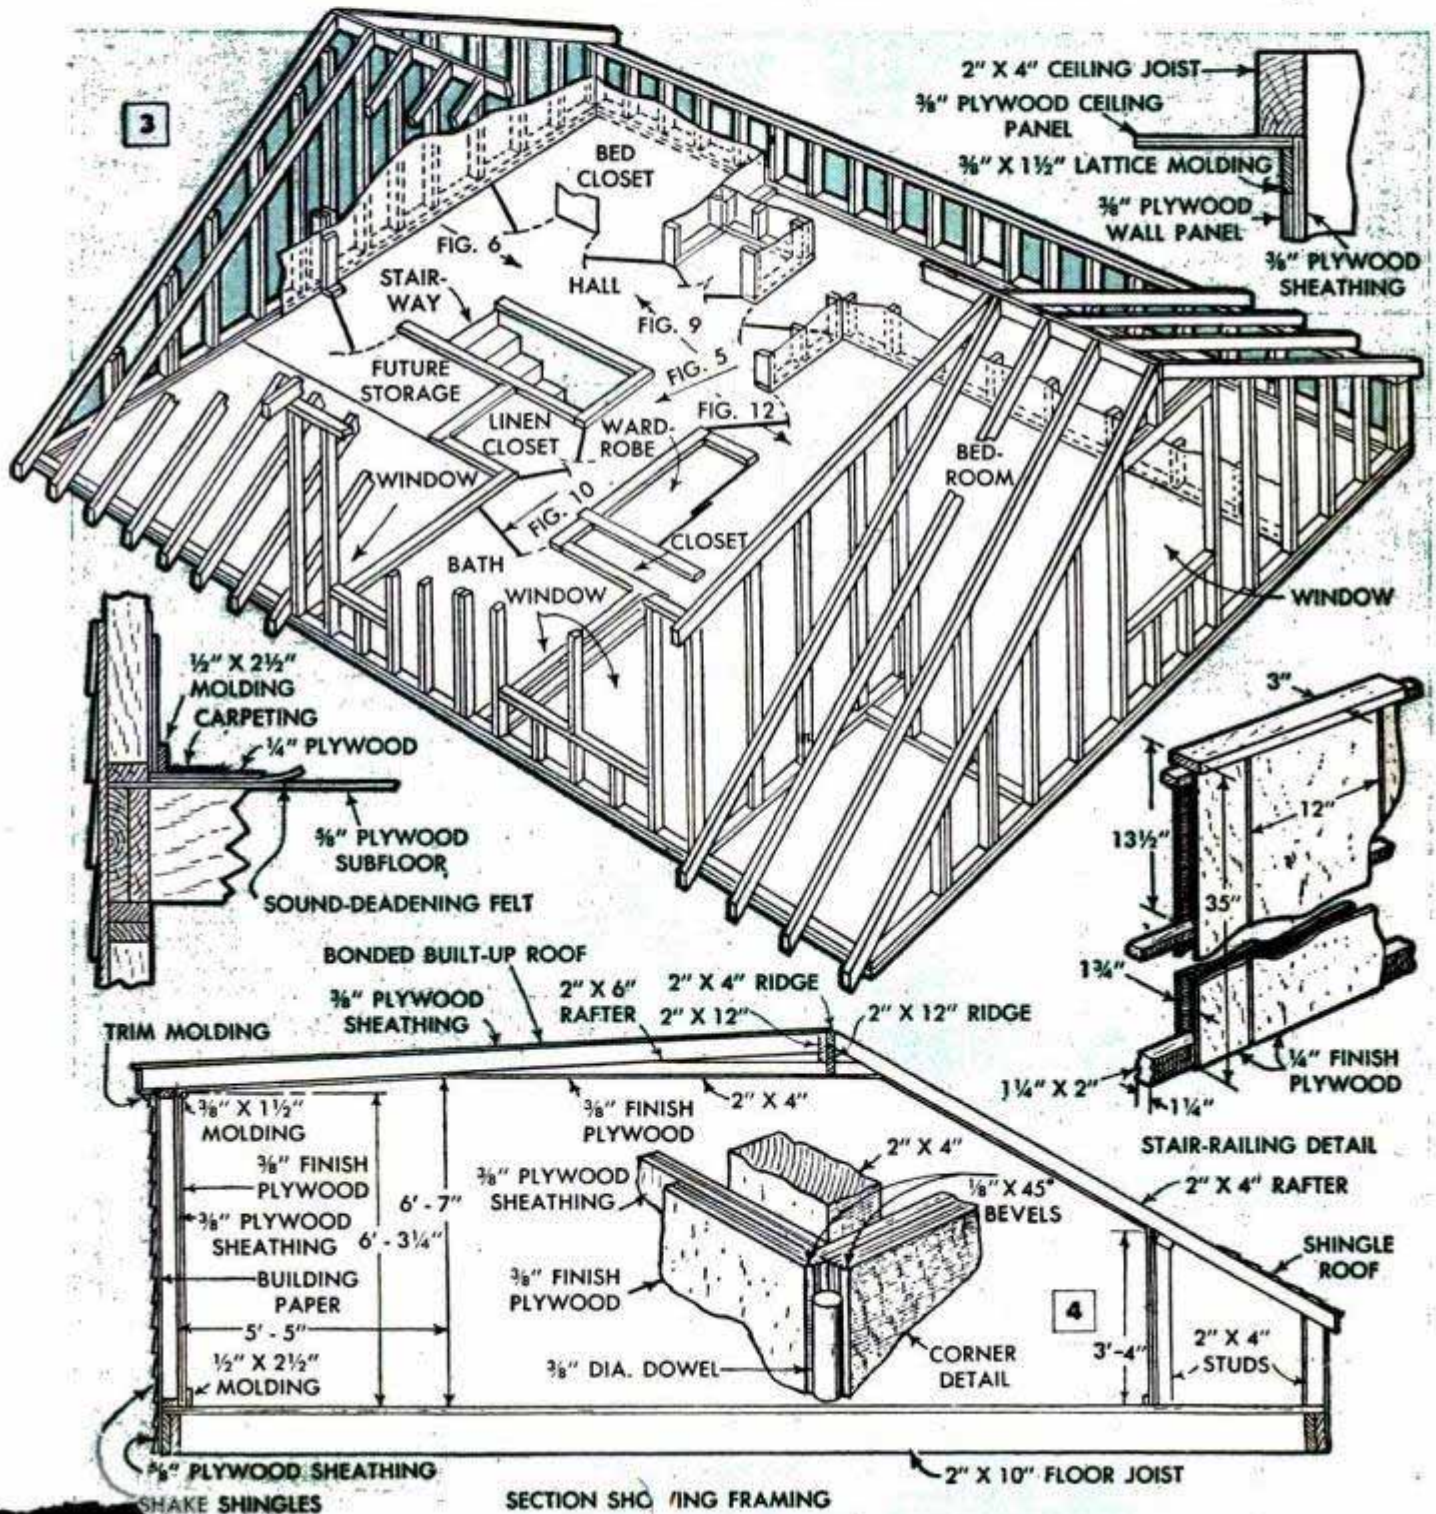 3
2" X 4" CEILING JOIST
3/8" PLYWOOD CEILING
PANEL
3/8" X 1½" LATTICE MOLDING
3/8" PLYWOOD
WALL PANEL
3/8" PLYWOOD
SHEATHING
BED
CLOSET
FIG. 6
STAIR-
WAY
HALL
FIG. 9
FUTURE
STORAGE
FIG. 5
FIG. 12
LINEN
CLOSET
WARD-
ROBE
BED-
ROOM
WINDOW
FIG. 10
CLOSET
BATH
WINDOW
WINDOW
½" X 2½"
MOLDING
CARPETING
¼" PLYWOOD
5/8" PLYWOOD
SUBFLOOR
SOUND-DEADENING FELT
3"
12"
13½"
35"
1¾"
¼" FINISH
PLYWOOD
1¼" X 2"
1¼"
STAIR-RAILING DETAIL
BONDED BUILT-UP ROOF
3/8" PLYWOOD
SHEATHING
2" X 6"
RAFTER
2" X 4" RIDGE
2" X 12"
2" X 12" RIDGE
TRIM MOLDING
3/8" X 1½"
MOLDING
3/8" FINISH
PLYWOOD
2" X 4"
3/8" FINISH
PLYWOOD
3/8" PLYWOOD
SHEATHING
6' - 7"
6' - 3¼"
BUILDING
PAPER
5' - 5"
½" X 2½"
MOLDING
3/8" PLYWOOD
SHEATHING
2" X 4"
1/8" X 45°
BEVELS
3/8" FINISH
PLYWOOD
3/8" DIA. DOWEL
CORNER
DETAIL
4
2" X 4" RAFTER
SHINGLE
ROOF
3'-4"
2" X 4"
STUDS
PLYWOOD SHEATHING
SHAKE SHINGLES
2" X 10" FLOOR JOIST
SECTION SHO ING FRAMING